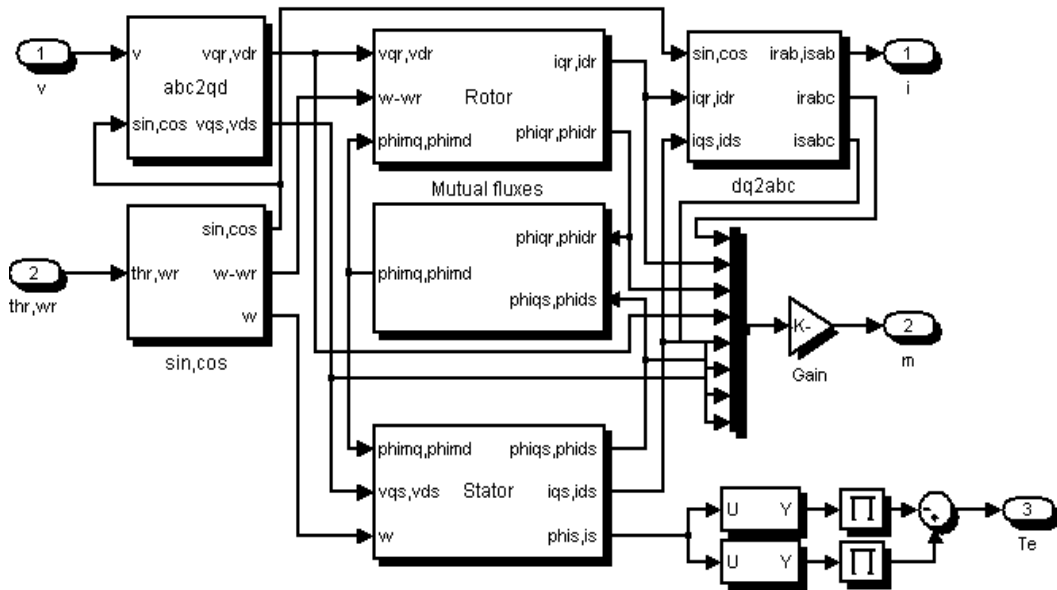 1
v
v
vqr,vdr
abc2qd
sin,cos
vqs,vds
vqr,vdr
iqr,idr
w-wr
Rotor
phimq,phimd
phiqr,phidr
sin,cos
irab,isab
iqr,idr
irabc
iqs,ids
isabc
dq2abc
1
i
Mutual fluxes
phiqr,phidr
phimq,phimd
phiqs,phids
2
thr,wr
sin,cos
thr,wr
w-wr
w
sin,cos
-K-
Gain
2
m
phimq,phimd
phiqs,phids
vqs,vds
Stator
iqs,ids
w
phis,is
U
Y
∏
-
+
3
Te
U
Y
∏